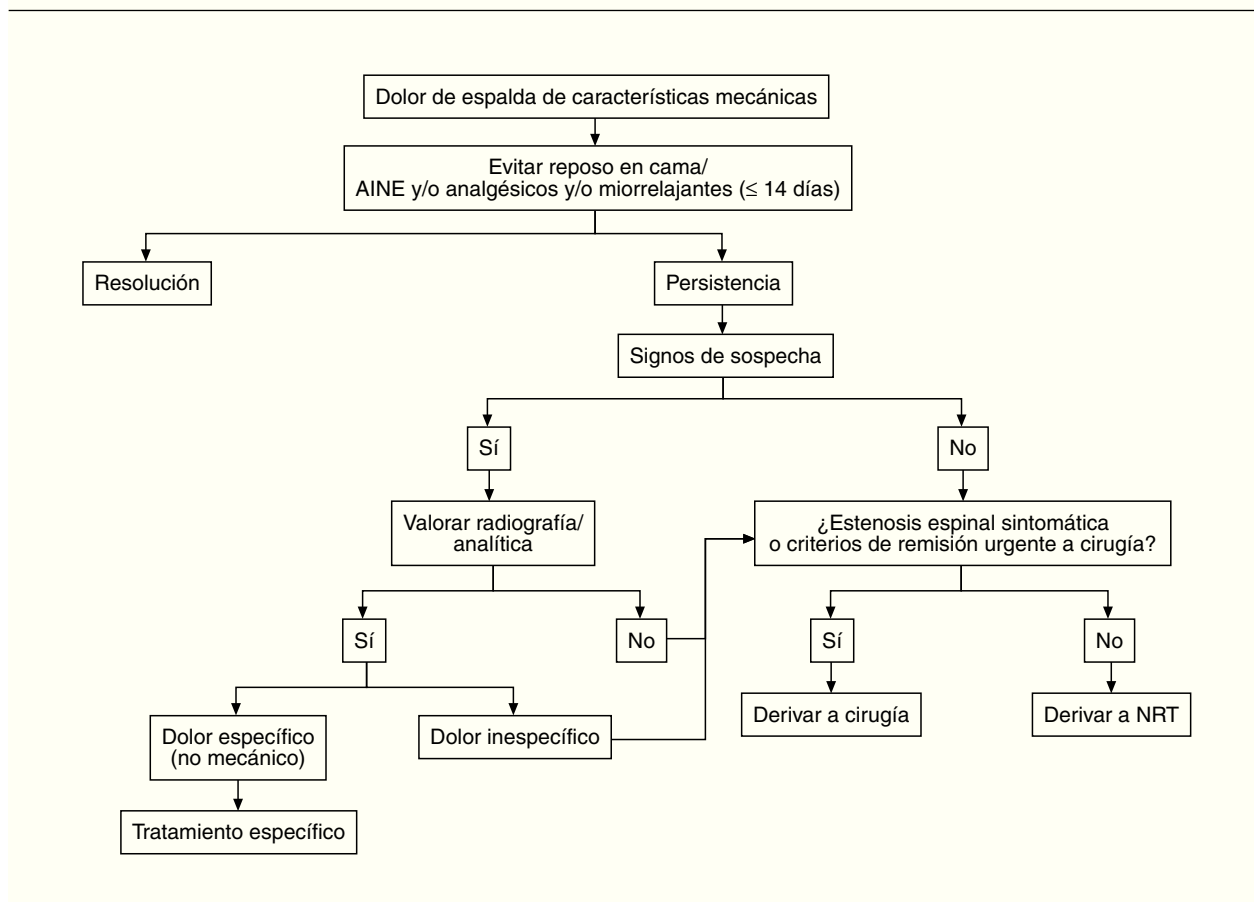 Dolor de espalda de características mecánicas
Evitar reposo en cama/
AINE y/o analgésicos y/o miorrelajantes (≤ 14 días)
Resolución
Persistencia
Signos de sospecha
Sí
No
Valorar radiografía/
analítica
¿Estenosis espinal sintomática
o criterios de remisión urgente a cirugía?
Sí
No
Sí
No
Dolor específico
(no mecánico)
Dolor inespecífico
Derivar a cirugía
Derivar a NRT
Tratamiento específico